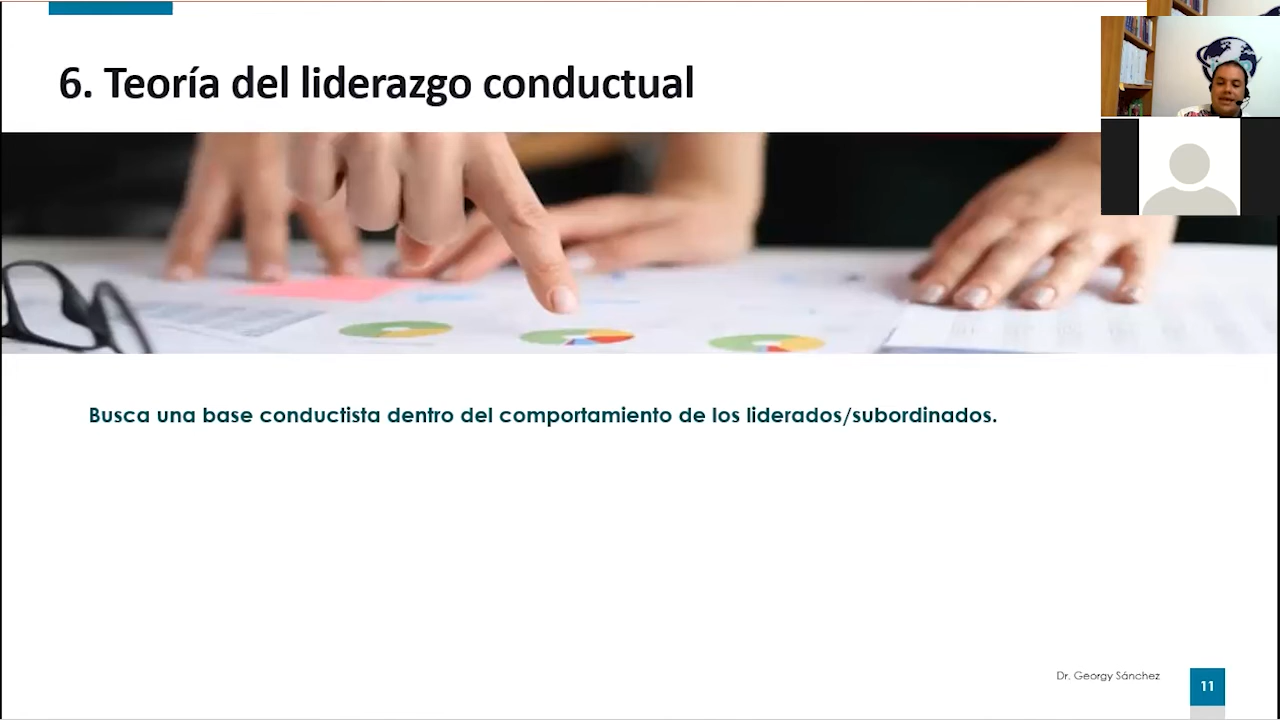 6. Teoría del liderazgo conductual
Busca una base conductista dentro del comportamiento de los liderados/subordinados.
Dr. Georgy Sánchez
11